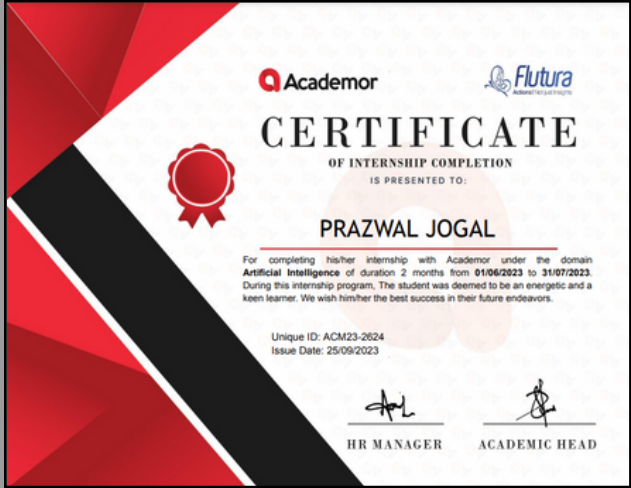 Academor
Flutura
CERTIFICATE
OF INTERNSHIP COMPLETION
IS PRESENTED TO:
PRAZWAL JOGAL
For completing his/her internship with Academor under the domain
Artificial Intelligence of duration 2 months from 01/06/2023 to 31/07/2023.
During this internship program, The student was deemed to be an energetic and a
keen learner. We wish him/her the best success in their future endeavors.
Unique ID: ACM23-2624
Issue Date: 25/09/2023
HR MANAGER
ACADEMIC HEAD